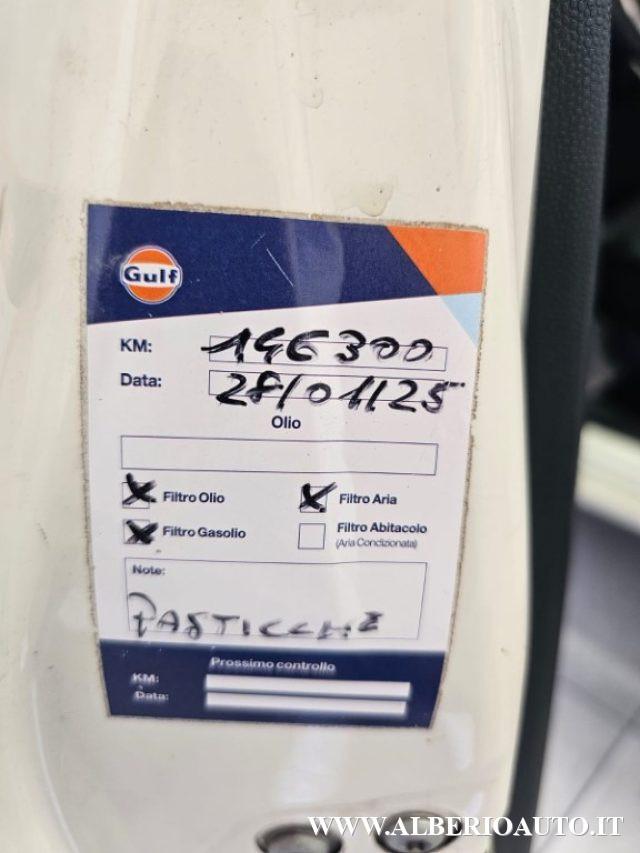 Gulf
KM: 146300
Data: 28/01/25
Olio
Filtro Olio
Filtro Aria
Filtro Gasolio
Filtro Abitacolo
(Aria Condizionata)
Note:
PASTICCHE
Prossimo controllo
KM:
Data:
WWW.ALBERIOAUTO.IT